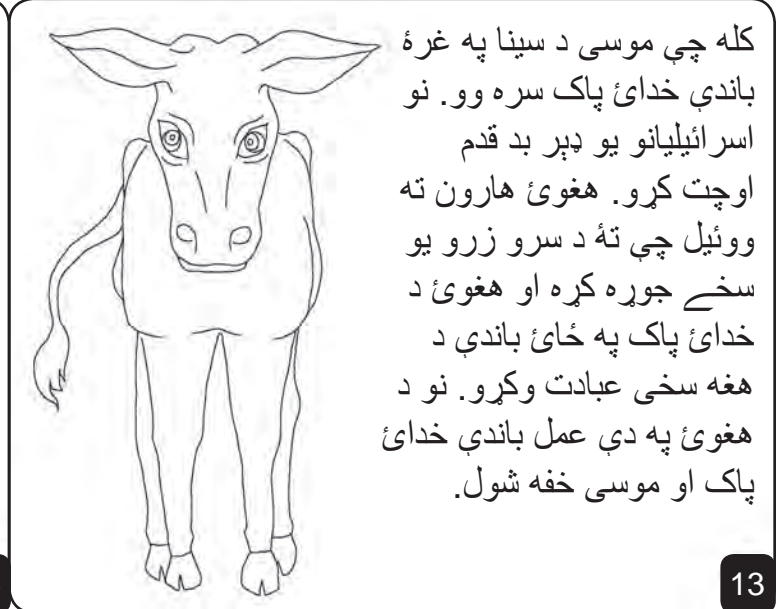 کله چې موسی د سینا په غرۀ
باندې خدائ پاک سره وو. نو
اسرائیلیانو یو ډېر بد قدم
اوچت کړو. هغوئ هارون ته
ووئیل چې تۀ د سرو زرو یو
سخے جوړه کړه او هغوئ د
خدائ پاک په ځائ باندې د
هغه سخی عبادت وکړو. نو د
هغوئ په دې عمل باندې خدائ
پاک او موسی خفه شول.
13